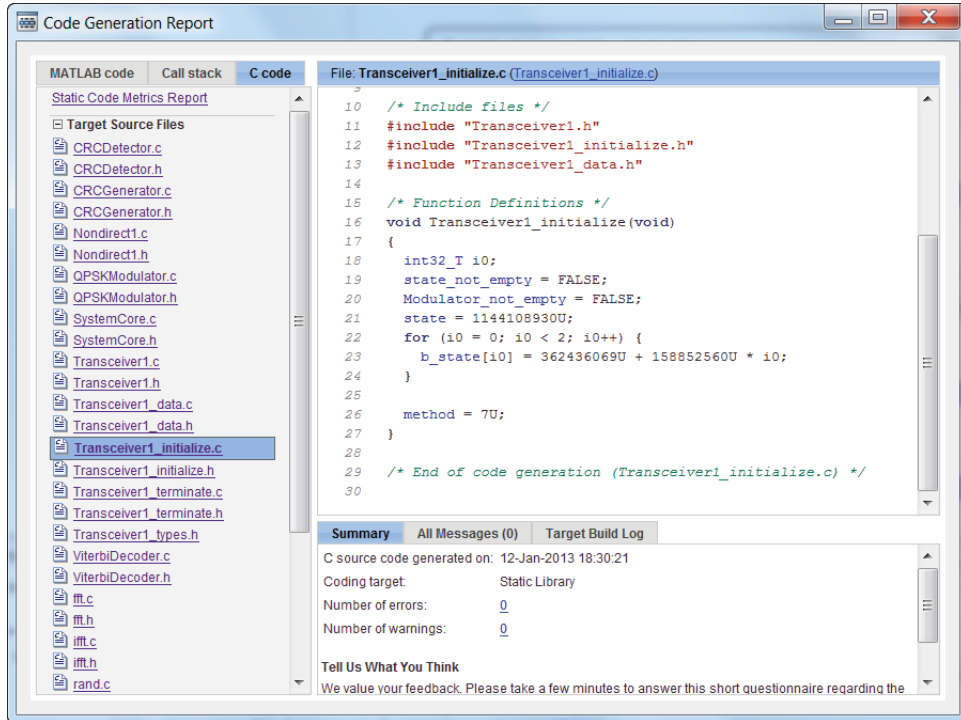 Code Generation Report
MATLAB code Call stack C code
Static Code Metrics Report
Target Source Files
CRCDetector.c
CRCDetector.h
CRCGenerator.c
CRCGenerator.h
Nondirect1.c
Nondirect1.h
QPSKModulator.c
QPSKModulator.h
SystemCore.c
SystemCore.h
Transceiver1.c
Transceiver1.h
Transceiver1_data.c
Transceiver1_data.h
Transceiver1_initialize.c
Transceiver1_initialize.h
Transceiver1_terminate.c
Transceiver1_terminate.h
Transceiver1_types.h
ViterbiDecoder.c
ViterbiDecoder.h
fft.c
fft.h
ifft.c
ifft.h
rand.c
File: Transceiver1_initialize.c (Transceiver1_initialize.c)
10 /* Include files */
11 #include "Transceiver1.h"
12 #include "Transceiver1_initialize.h"
13 #include "Transceiver1_data.h"
14
15 /* Function Definitions */
16 void Transceiver1_initialize(void)
17 {
18 int32_T i0;
19 state_not_empty = FALSE;
20 Modulator_not_empty = FALSE;
21 state = 1144108930U;
22 for (i0 = 0; i0 < 2; i0++) {
23 b_state[i0] = 362436069U + 158852560U * i0;
24 }
25
26 method = 7U;
27 }
28
29 /* End of code generation (Transceiver1_initialize.c) */
30
Summary All Messages (0) Target Build Log
C source code generated on: 12-Jan-2013 18:30:21
Coding target: Static Library
Number of errors: 0
Number of warnings: 0
Tell Us What You Think
We value your feedback. Please take a few minutes to answer this short questionnaire regarding the